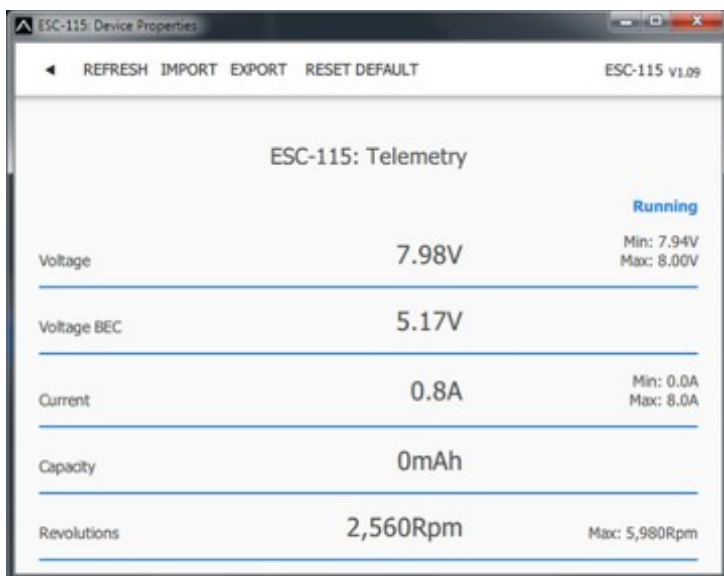 ESC-115: Device Properties
REFRESH IMPORT EXPORT RESET DEFAULT ESC-115 V1.09
ESC-115: Telemetry
Running
Voltage 7.98V Min: 7.94V
Max: 8.00V
Voltage BEC 5.17V
Current 0.8A Min: 0.0A
Max: 8.0A
Capacity 0mAh
Revolutions 2,560Rpm Max: 5,980Rpm